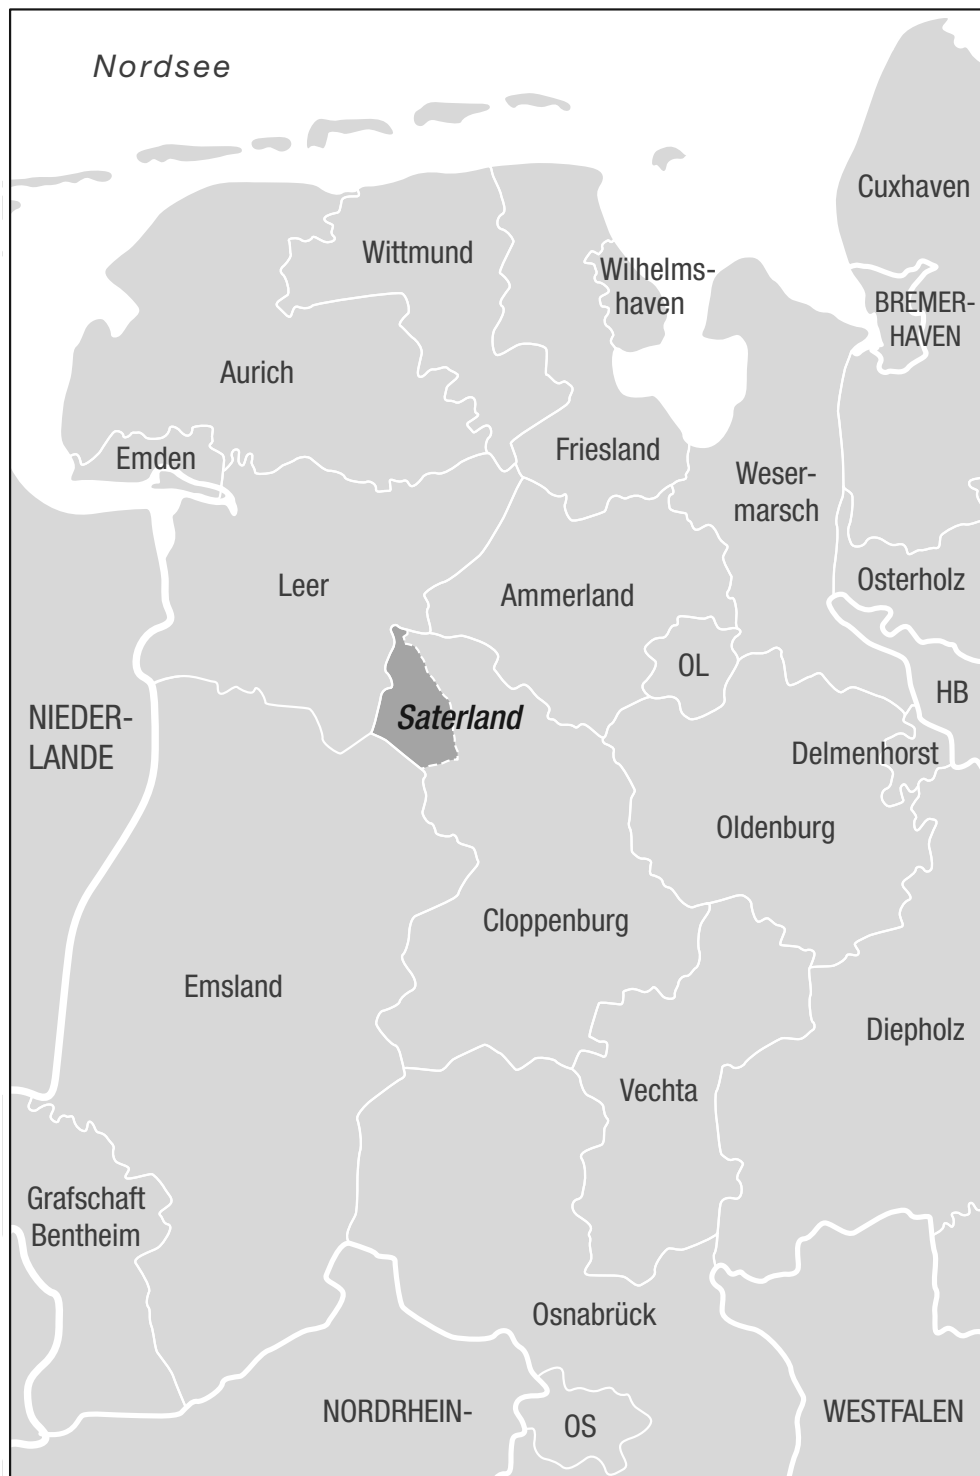 Nordsee
Cuxhaven
Wittmund
Wilhelms-
haven
BREMER-
HAVEN
Aurich
Emden
Friesland
Weser-
marsch
Leer
Ammerland
Osterholz
OL
HB
NIEDER-
LANDE
Saterland
Delmenhorst
Oldenburg
Cloppenburg
Emsland
Diepholz
Vechta
Grafschaft
Bentheim
Osnabrück
NORDRHEIN-
OS
WESTFALEN